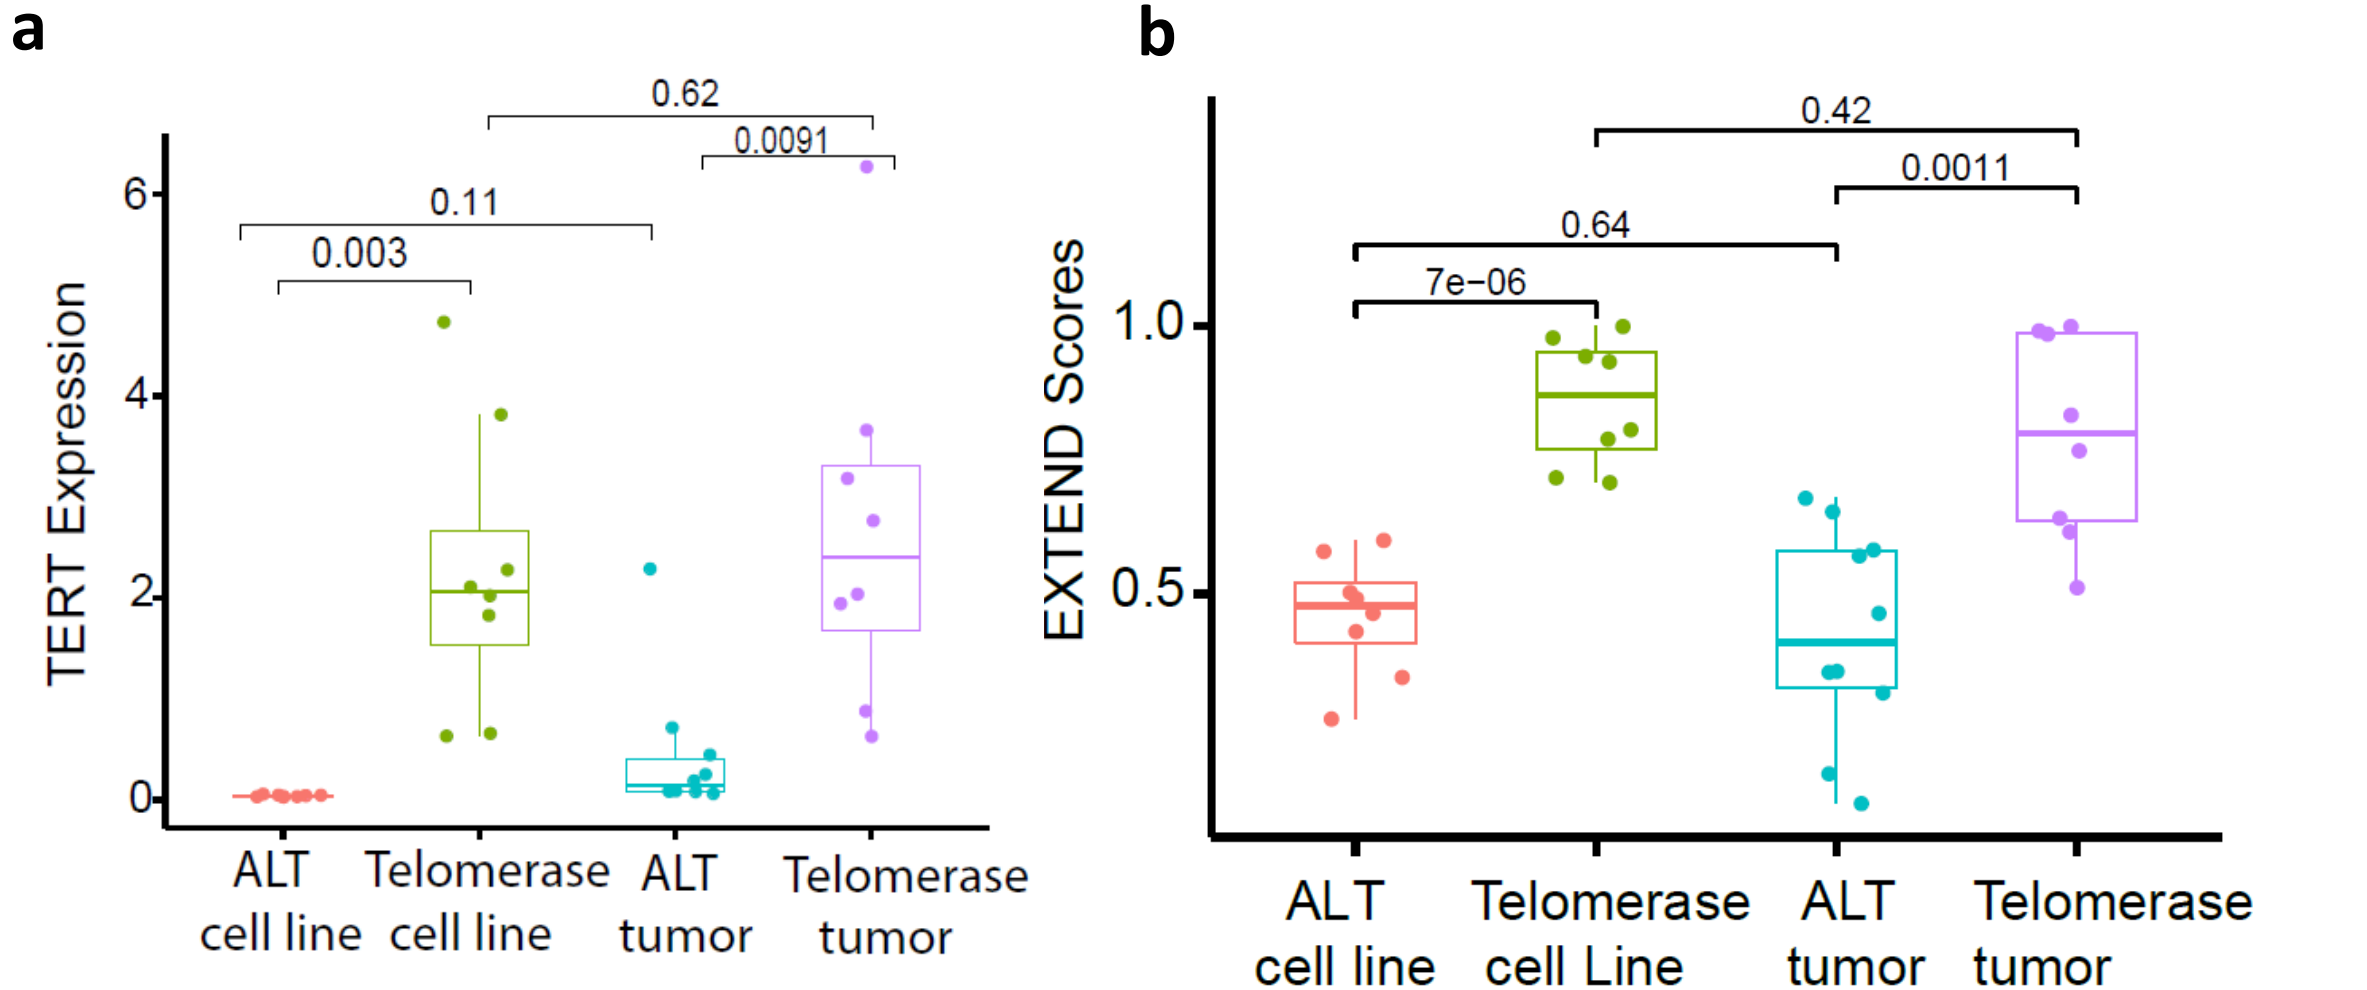 a
0.62
0.0091
0.11
0.003
TERT Expression
6
4
2
0
ALT
cell line
Telomerase
cell line
ALT
tumor
Telomerase
tumor
b
0.42
0.0011
0.64
7e−06
EXTEND Scores
1.0
0.5
ALT
cell line
Telomerase
cell Line
ALT
tumor
Telomerase
tumor